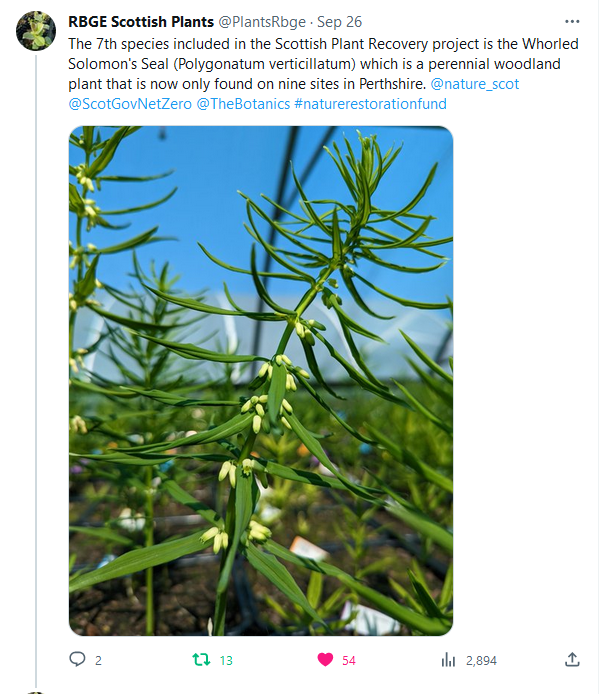 RBGE Scottish Plants @PlantsRbge · Sep 26
The 7th species included in the Scottish Plant Recovery project is the Whorled
Solomon's Seal (Polygonatum verticillatum) which is a perennial woodland
plant that is now only found on nine sites in Perthshire. @nature_scot
@ScotGovNetZero @TheBotanics #naturerestorationfund
2 13 54 2,894